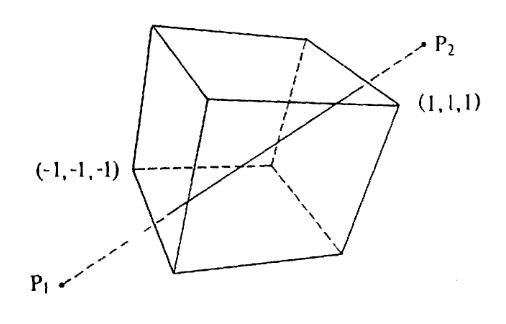 P₂
(1,1,1)
(-1,-1,-1)
P₁